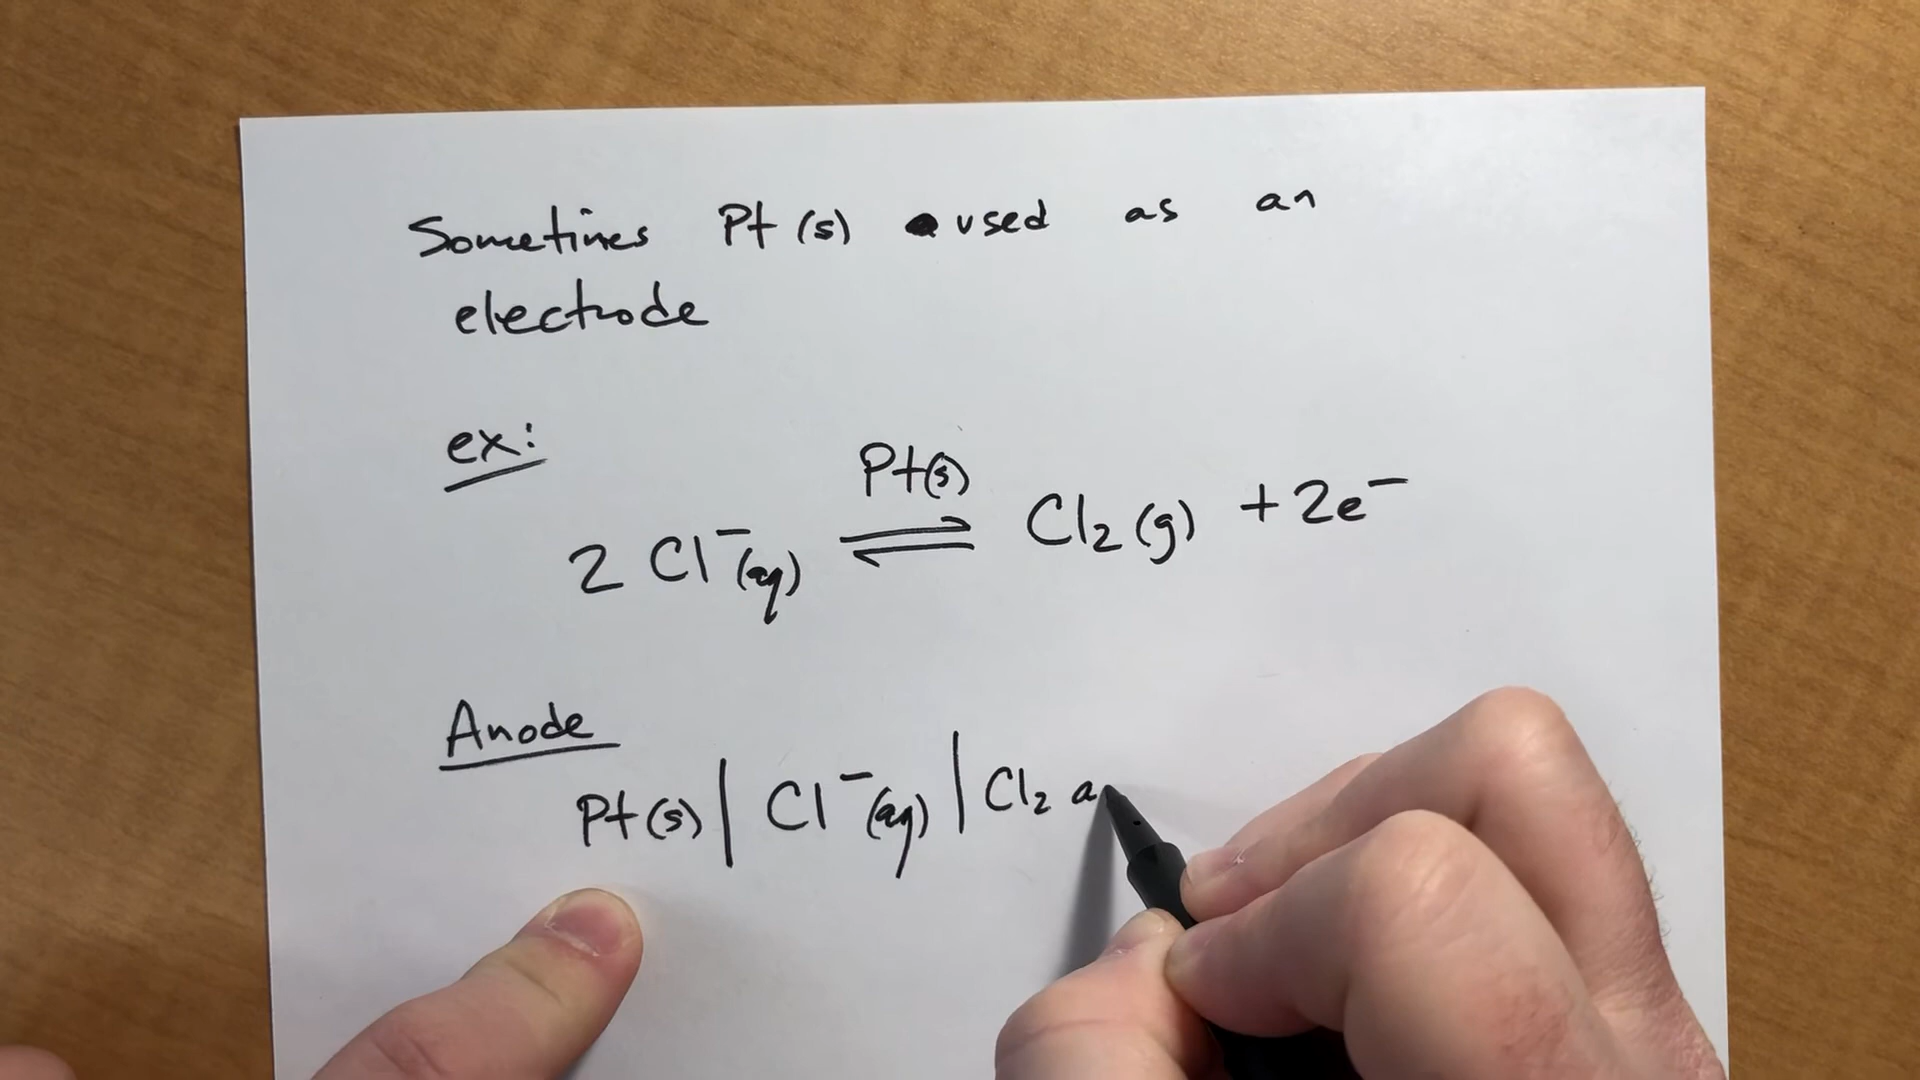 Sometimes Pt (s) used as an
electrode
ex:
Pt(s)
2 Cl⁻(aq) ⇌ Cl₂ (g) + 2e⁻
Anode
Pt (s) | Cl⁻(aq) | Cl₂ a